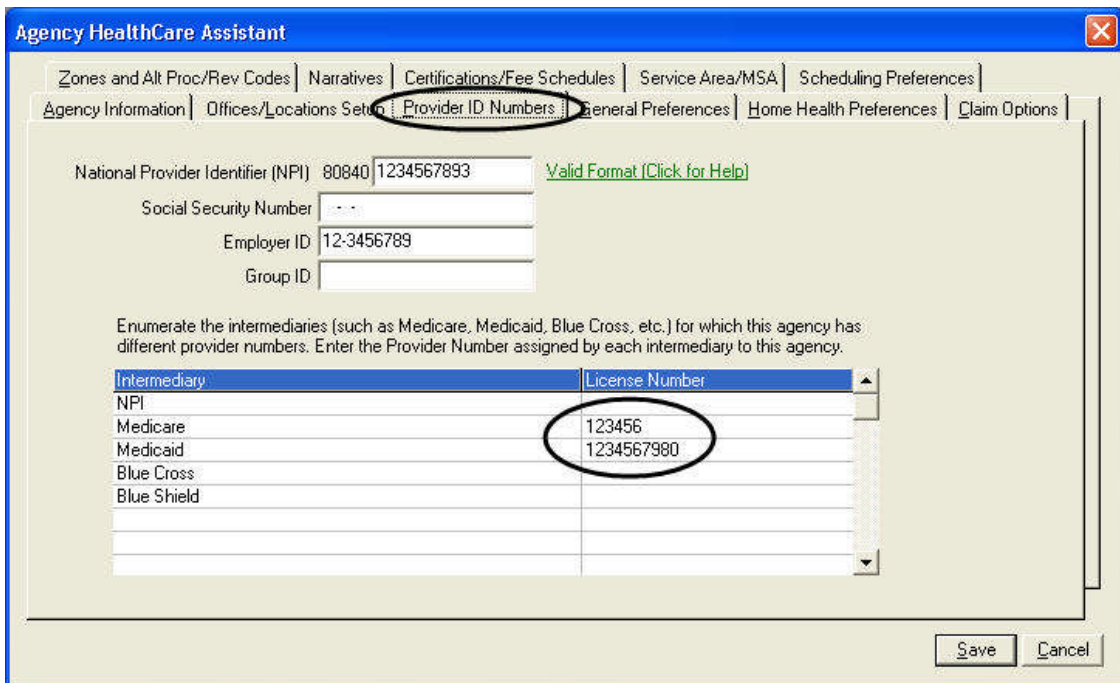 Agency HealthCare Assistant
Zones and Alt Proc/Rev Codes Narratives Certifications/Fee Schedules Service Area/MSA Scheduling Preferences
Agency Information Offices/Locations Setup Provider ID Numbers General Preferences Home Health Preferences Claim Options
National Provider Identifier (NPI) 80840 1234567893 Valid Format (Click for Help)
Social Security Number - -
Employer ID 12-3456789
Group ID
Enumerate the intermediaries (such as Medicare, Medicaid, Blue Cross, etc.) for which this agency has
different provider numbers. Enter the Provider Number assigned by each intermediary to this agency.
Intermediary License Number
NPI
Medicare 123456
Medicaid 1234567980
Blue Cross
Blue Shield
Save Cancel